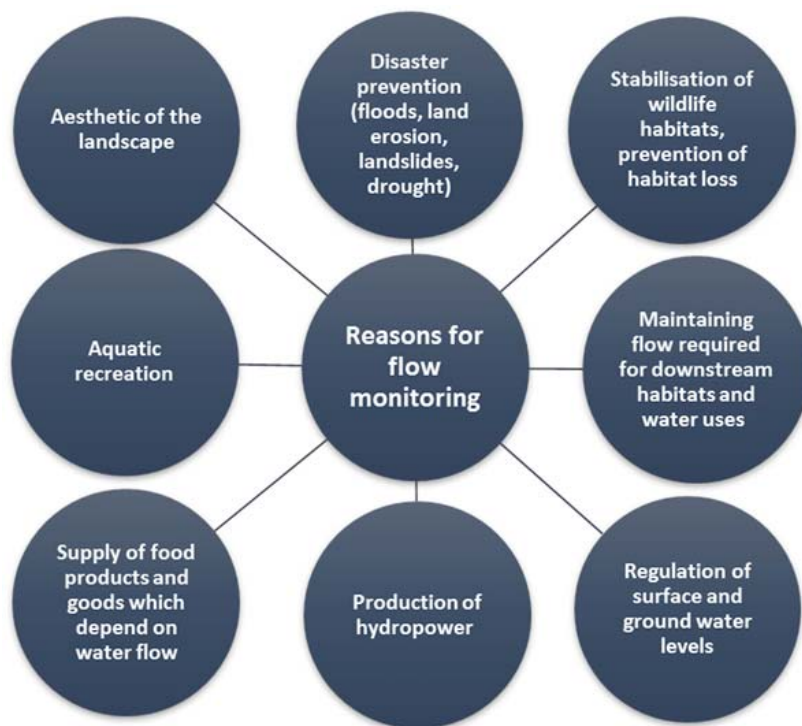 Aesthetic of the
landscape
Disaster
prevention
(floods, land
erosion,
landslides,
drought)
Stabilisation of
wildlife
habitats,
prevention of
habitat loss
Aquatic
recreation
Reasons for
flow
monitoring
Maintaining
flow required
for downstream
habitats and
water uses
Supply of food
products and
goods which
depend on
water flow
Production of
hydropower
Regulation of
surface and
ground water
levels